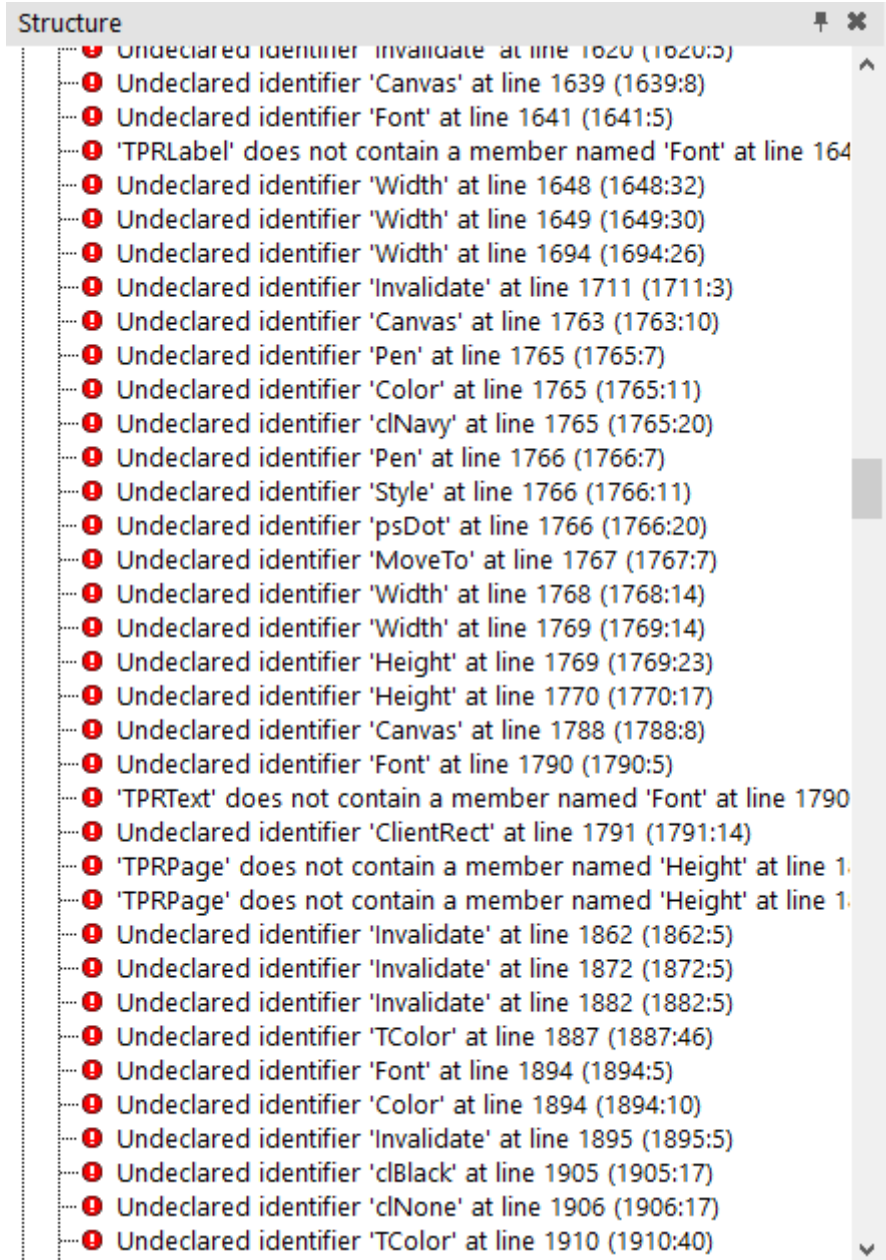 Structure
Undeclared identifier 'Invalidate' at line 1620 (1620:5)
Undeclared identifier 'Canvas' at line 1639 (1639:8)
Undeclared identifier 'Font' at line 1641 (1641:5)
'TPRLabel' does not contain a member named 'Font' at line 164
Undeclared identifier 'Width' at line 1648 (1648:32)
Undeclared identifier 'Width' at line 1649 (1649:30)
Undeclared identifier 'Width' at line 1694 (1694:26)
Undeclared identifier 'Invalidate' at line 1711 (1711:3)
Undeclared identifier 'Canvas' at line 1763 (1763:10)
Undeclared identifier 'Pen' at line 1765 (1765:7)
Undeclared identifier 'Color' at line 1765 (1765:11)
Undeclared identifier 'clNavy' at line 1765 (1765:20)
Undeclared identifier 'Pen' at line 1766 (1766:7)
Undeclared identifier 'Style' at line 1766 (1766:11)
Undeclared identifier 'psDot' at line 1766 (1766:20)
Undeclared identifier 'MoveTo' at line 1767 (1767:7)
Undeclared identifier 'Width' at line 1768 (1768:14)
Undeclared identifier 'Width' at line 1769 (1769:14)
Undeclared identifier 'Height' at line 1769 (1769:23)
Undeclared identifier 'Height' at line 1770 (1770:17)
Undeclared identifier 'Canvas' at line 1788 (1788:8)
Undeclared identifier 'Font' at line 1790 (1790:5)
'TPRText' does not contain a member named 'Font' at line 1790
Undeclared identifier 'ClientRect' at line 1791 (1791:14)
'TPRPage' does not contain a member named 'Height' at line 1
'TPRPage' does not contain a member named 'Height' at line 1
Undeclared identifier 'Invalidate' at line 1862 (1862:5)
Undeclared identifier 'Invalidate' at line 1872 (1872:5)
Undeclared identifier 'Invalidate' at line 1882 (1882:5)
Undeclared identifier 'TColor' at line 1887 (1887:46)
Undeclared identifier 'Font' at line 1894 (1894:5)
Undeclared identifier 'Color' at line 1894 (1894:10)
Undeclared identifier 'Invalidate' at line 1895 (1895:5)
Undeclared identifier 'clBlack' at line 1905 (1905:17)
Undeclared identifier 'clNone' at line 1906 (1906:17)
Undeclared identifier 'TColor' at line 1910 (1910:40)